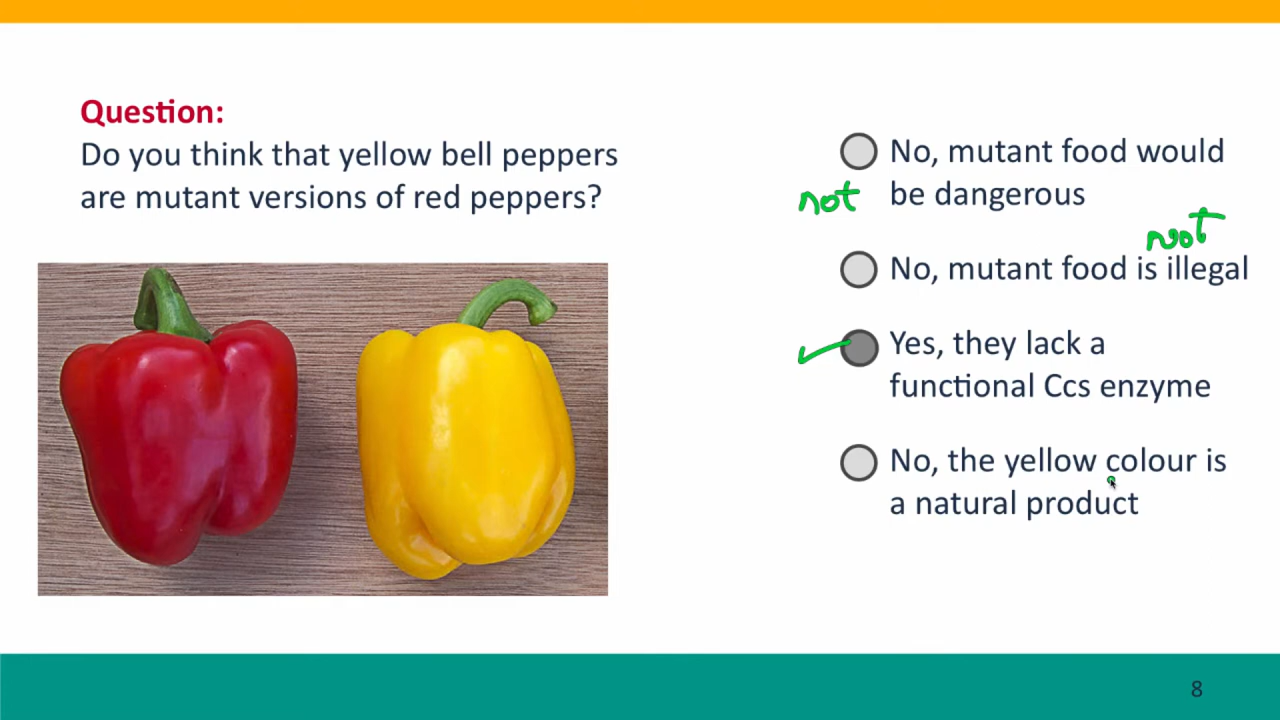 Question:
Do you think that yellow bell peppers
are mutant versions of red peppers?
No, mutant food would
not be dangerous
not
No, mutant food is illegal
Yes, they lack a
functional Ccs enzyme
No, the yellow colour is
a natural product
8